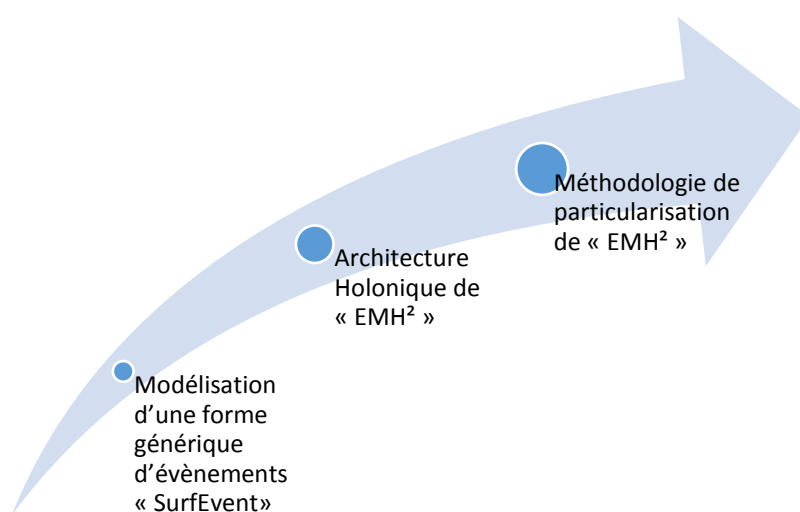 Méthodologie de
particularisation
de « EMH² »
Architecture
Holonique de
« EMH² »
Modélisation
d'une forme
générique
d'évènements
« SurfEvent»